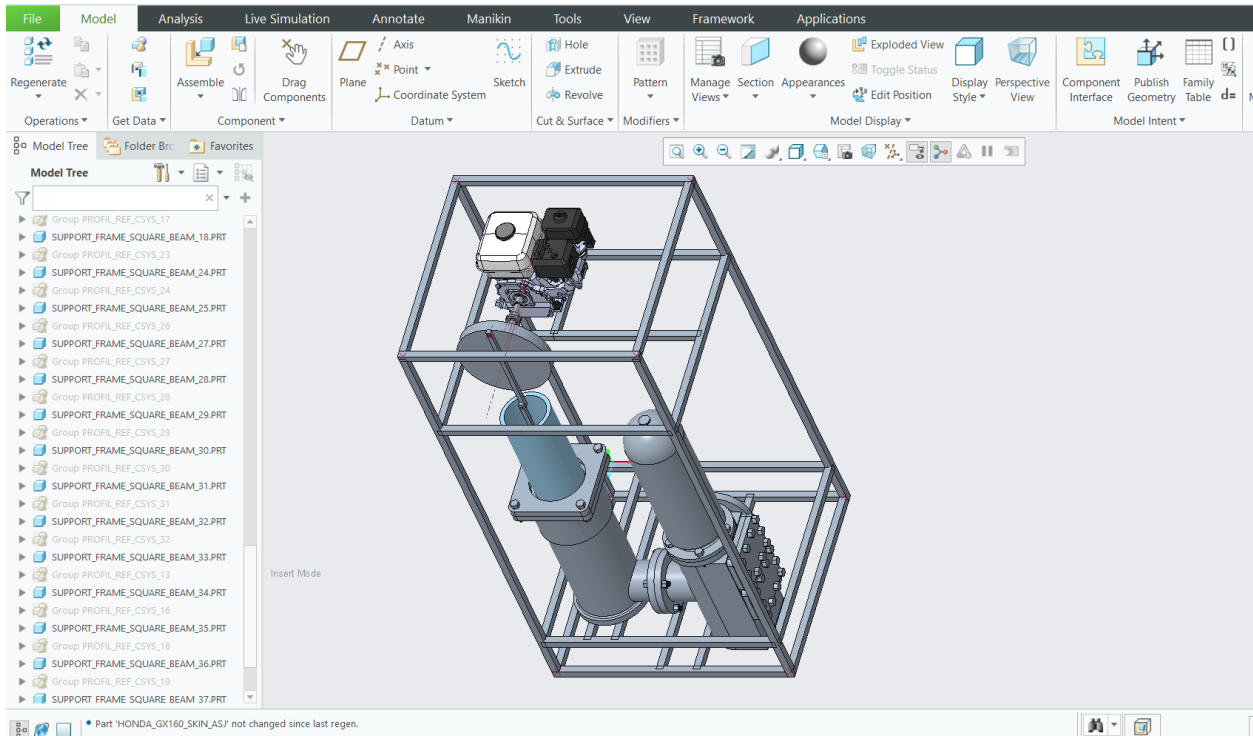 File Model Analysis Live Simulation Annotate Manikin Tools View Framework Applications
Regenerate
Assemble
Drag Components
Plane
Axis
Point
Coordinate System
Sketch
Hole
Extrude
Revolve
Pattern
Manage Views
Section
Appearances
Exploded View
Toggle Status
Edit Position
Display Style
Perspective View
Component Interface
Publish Geometry
Family Table
d=
Operations Get Data Component Datum Cut & Surface Modifiers Model Display Model Intent
Model Tree Folder Bro Favorites
Model Tree
Group PROFIL_REF_CSYS_17
SUPPORT_FRAME_SQUARE_BEAM_18.PRT
Group PROFIL_REF_CSYS_23
SUPPORT_FRAME_SQUARE_BEAM_24.PRT
Group PROFIL_REF_CSYS_24
SUPPORT_FRAME_SQUARE_BEAM_25.PRT
Group PROFIL_REF_CSYS_26
SUPPORT_FRAME_SQUARE_BEAM_27.PRT
Group PROFIL_REF_CSYS_27
SUPPORT_FRAME_SQUARE_BEAM_28.PRT
Group PROFIL_REF_CSYS_28
SUPPORT_FRAME_SQUARE_BEAM_29.PRT
Group PROFIL_REF_CSYS_29
SUPPORT_FRAME_SQUARE_BEAM_30.PRT
Group PROFIL_REF_CSYS_30
SUPPORT_FRAME_SQUARE_BEAM_31.PRT
Group PROFIL_REF_CSYS_31
SUPPORT_FRAME_SQUARE_BEAM_32.PRT
Group PROFIL_REF_CSYS_32
SUPPORT_FRAME_SQUARE_BEAM_33.PRT
Group PROFIL_REF_CSYS_13
SUPPORT_FRAME_SQUARE_BEAM_34.PRT
Group PROFIL_REF_CSYS_16
SUPPORT_FRAME_SQUARE_BEAM_35.PRT
Group PROFIL_REF_CSYS_18
SUPPORT_FRAME_SQUARE_BEAM_36.PRT
Group PROFIL_REF_CSYS_19
SUPPORT_FRAME_SQUARE_BEAM_37.PRT
Insert Mode
• Part 'HONDA_GX160_SKIN_ASJ' not changed since last regen.